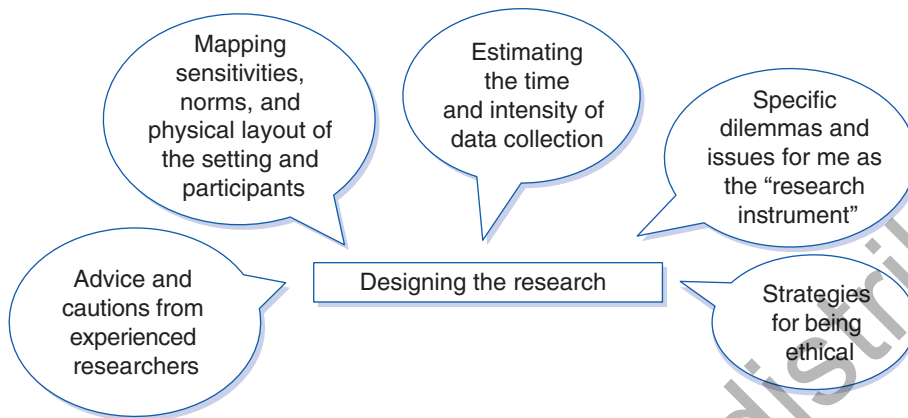 Mapping
sensitivities,
norms, and
physical layout of
the setting and
participants
Estimating
the time
and intensity of
data collection
Specific
dilemmas and
issues for me as
the “research
instrument”
Advice and
cautions from
experienced
researchers
Designing the research
Strategies
for being
ethical